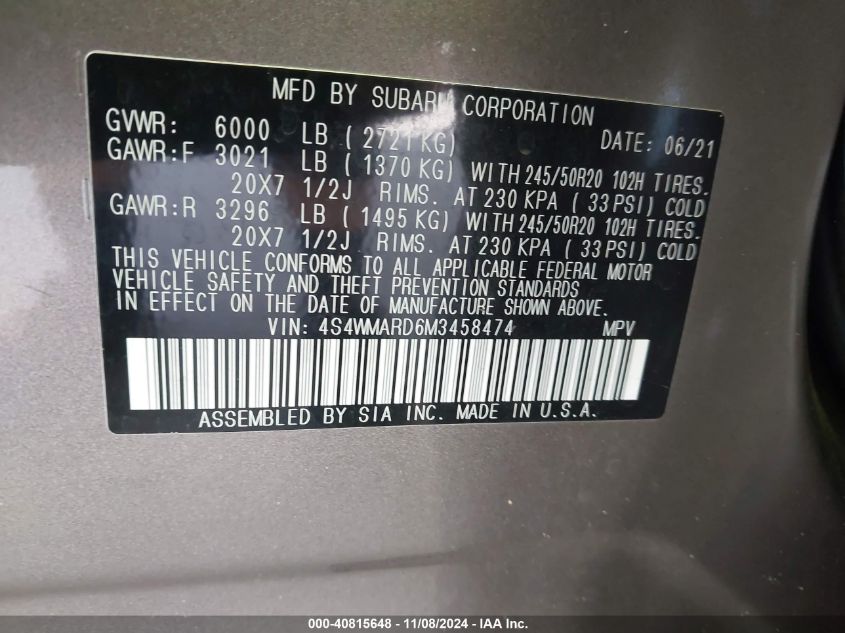 MFD BY SUBARU CORPORATION
GVWR: 6000 LB ( 2721 KG) DATE: 06/21
GAWR:F 3021 LB ( 1370 KG) WITH 245/50R20 102H TIRES.
20X7 1/2J RIMS. AT 230 KPA ( 33 PSI) COLD
GAWR:R 3296 LB ( 1495 KG) WITH 245/50R20 102H TIRES.
20X7 1/2J RIMS. AT 230 KPA ( 33 PSI) COLD
THIS VEHICLE CONFORMS TO ALL APPLICABLE FEDERAL MOTOR
VEHICLE SAFETY AND THEFT PREVENTION STANDARDS
IN EFFECT ON THE DATE OF MANUFACTURE SHOWN ABOVE.
VIN: 4S4WMARD6M3458474 MPV
ASSEMBLED BY SIA INC. MADE IN U.S.A.
000-40815648 - 11/08/2024 - IAA Inc.